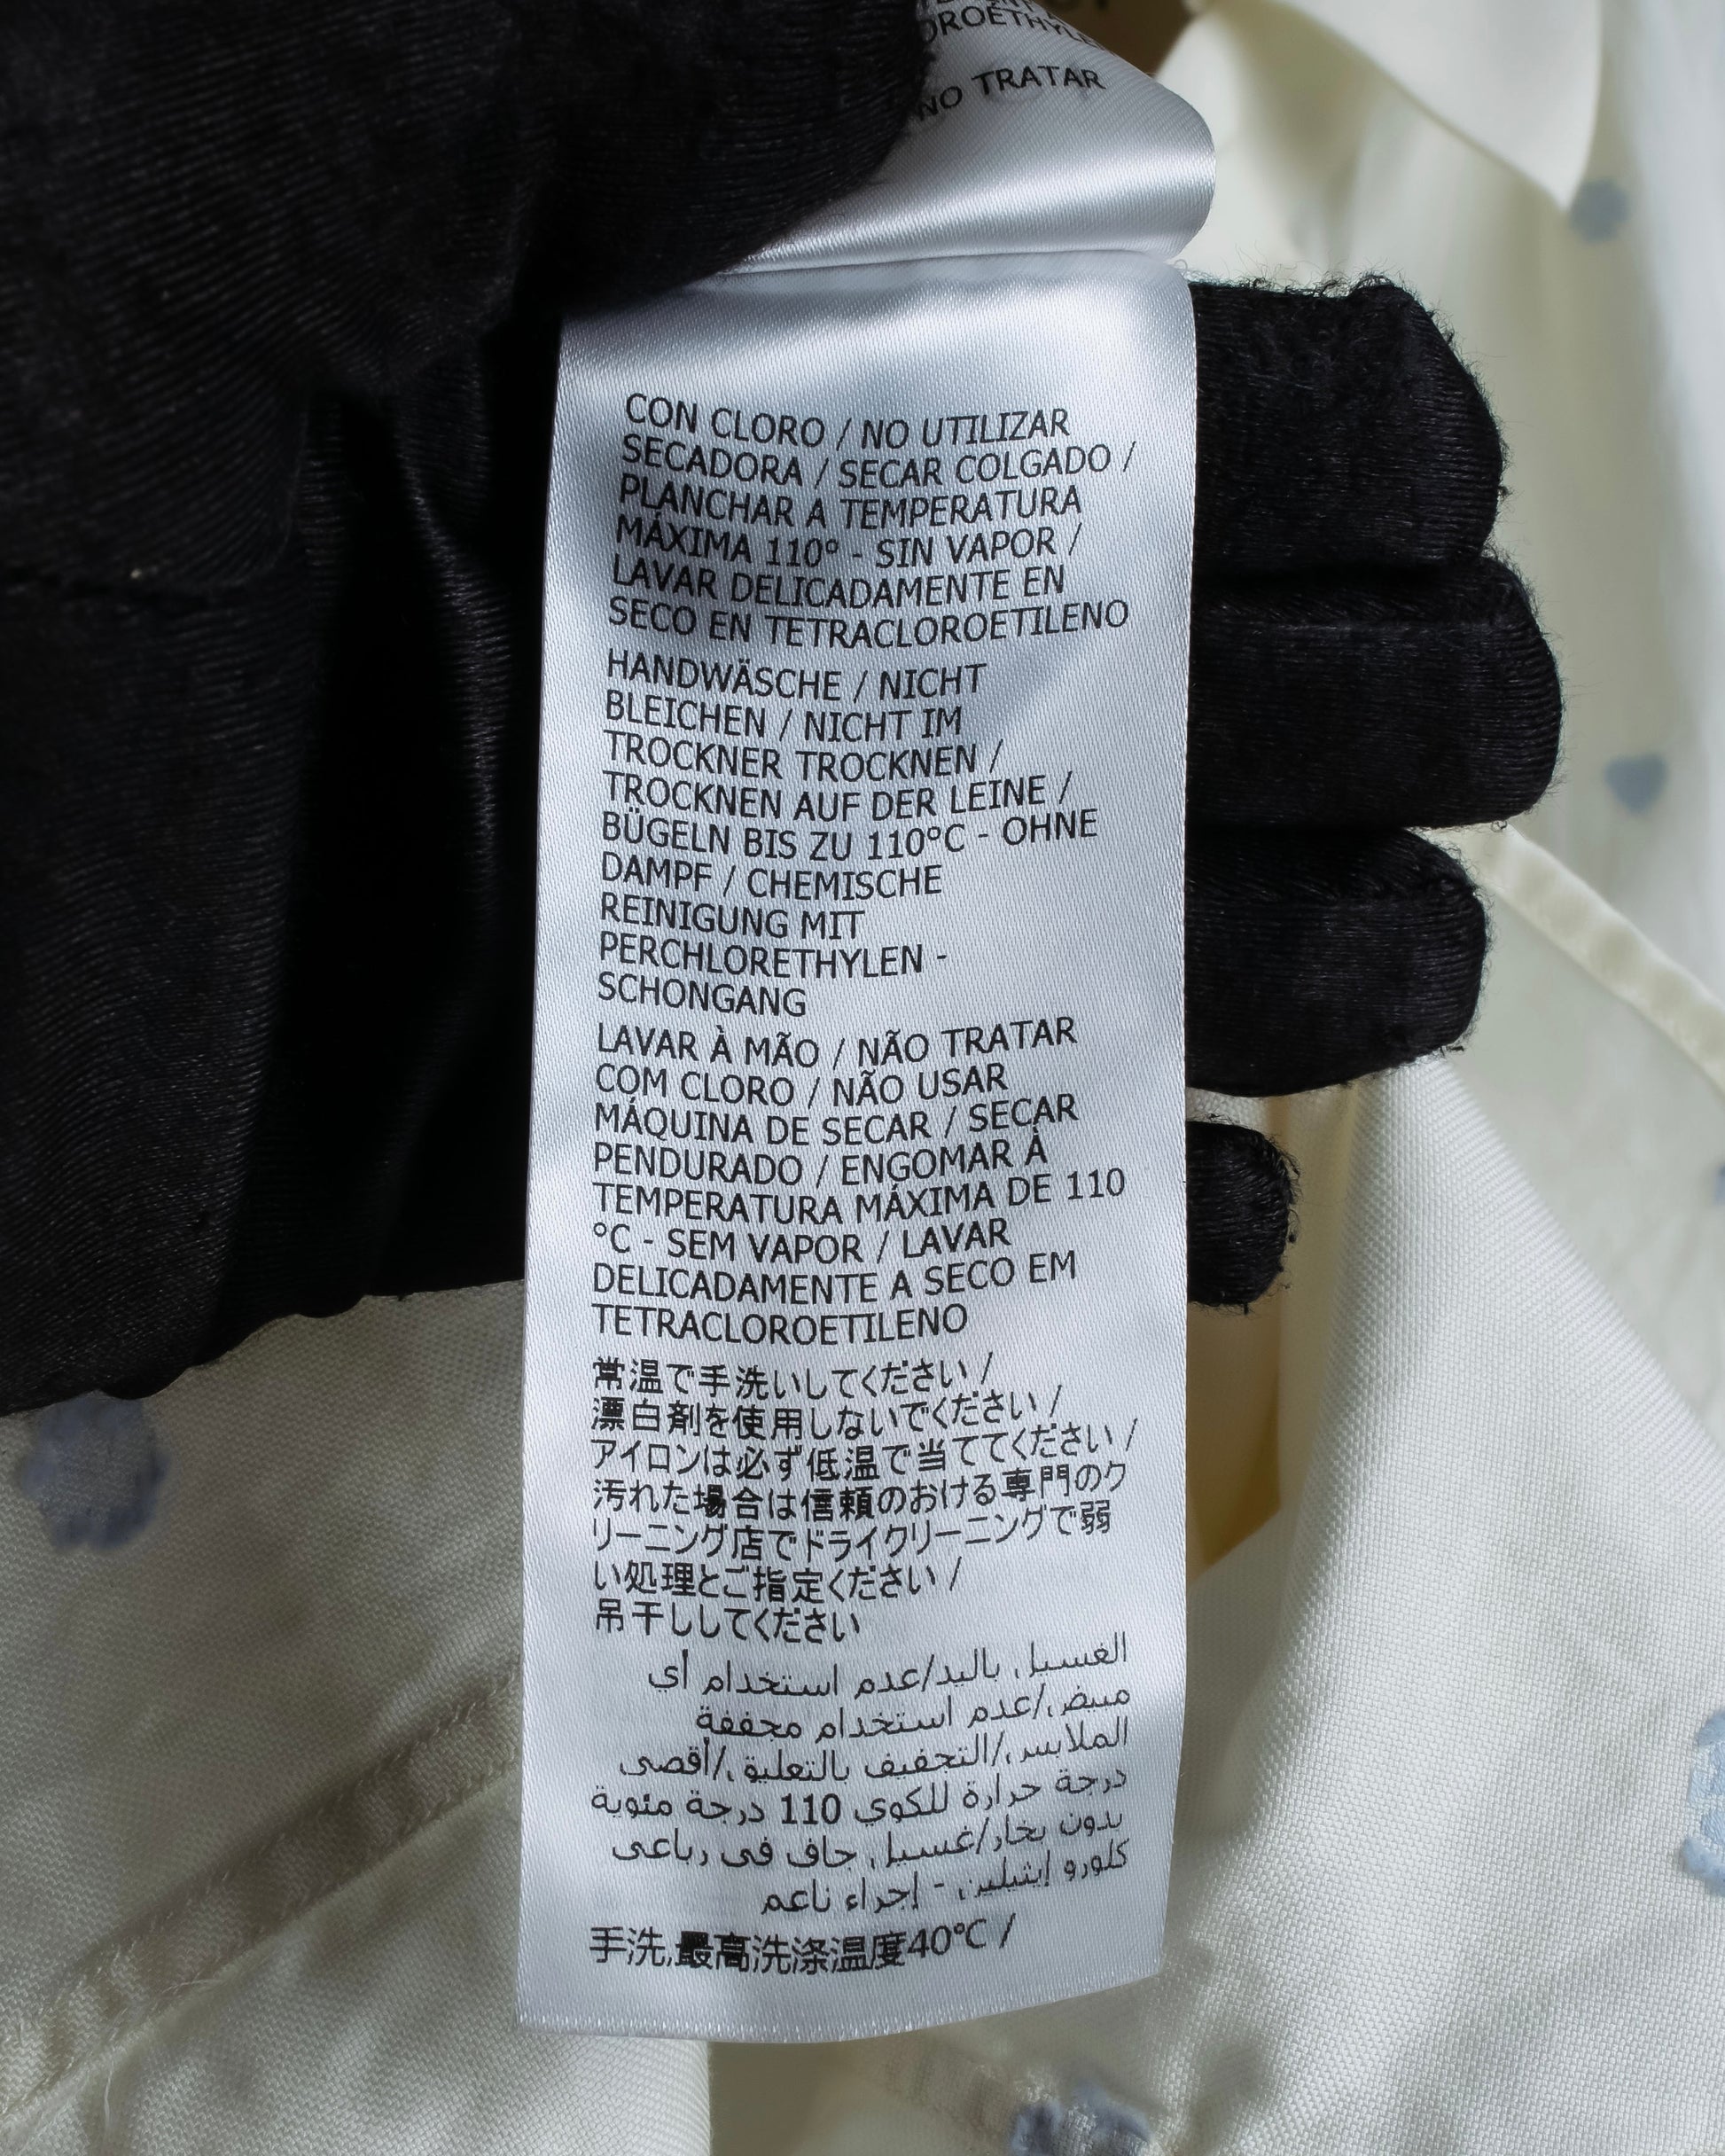 NO TRATAR
CON CLORO / NO UTILIZAR
SECADORA / SECAR COLGADO /
PLANCHAR A TEMPERATURA
MÁXIMA 110° - SIN VAPOR /
LAVAR DELICADAMENTE EN
SECO EN TETRACLOROETILENO
HANDWÄSCHE / NICHT
BLEICHEN / NICHT IM
TROCKNER TROCKNEN /
TROCKNEN AUF DER LEINE /
BÜGELN BIS ZU 110°C - OHNE
DAMPF / CHEMISCHE
REINIGUNG MIT
PERCHLORETHYLEN -
SCHONGANG
LAVAR À MÃO / NÃO TRATAR
COM CLORO / NÃO USAR
MÁQUINA DE SECAR / SECAR
PENDURADO / ENGOMAR À
TEMPERATURA MÁXIMA DE 110
°C - SEM VAPOR / LAVAR
DELICADAMENTE A SECO EM
TETRACLOROETILENO
常温で手洗いしてください /
漂白剤を使用しないでください /
アイロンは必ず低温で当ててください /
汚れた場合は信頼のおける専門のク
リーニング店でドライクリーニングで弱
い処理とご指定ください /
吊干ししてください
الغسيل باليد/عدم استخدام أي
مبيض/عدم استخدام مجففة
الملابس/التجفيف بالتعليق/أقصى
درجة حرارة للكوي 110 درجة مئوية
بدون بخار/غسيل جاف في رباعي
كلورو إيثيلين - إجراء ناعم
手洗,最高洗涤温度40℃ /